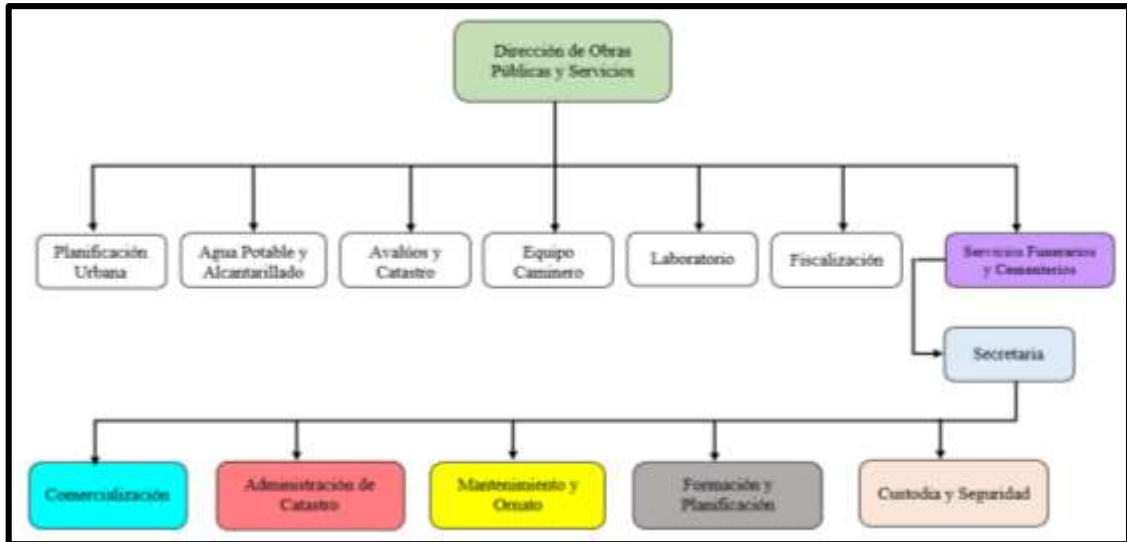 Dirección de Obras
Públicas y Servicios
Planificación
Urbana
Agua Potable y
Alcantarillado
Avalúos y
Catastro
Equipo
Caminero
Laboratorio
Fiscalización
Servicios Funerarios
y Cementerios
Secretaria
Comercialización
Administración de
Catastro
Mantenimiento y
Ornato
Formación y
Planificación
Custodia y Seguridad